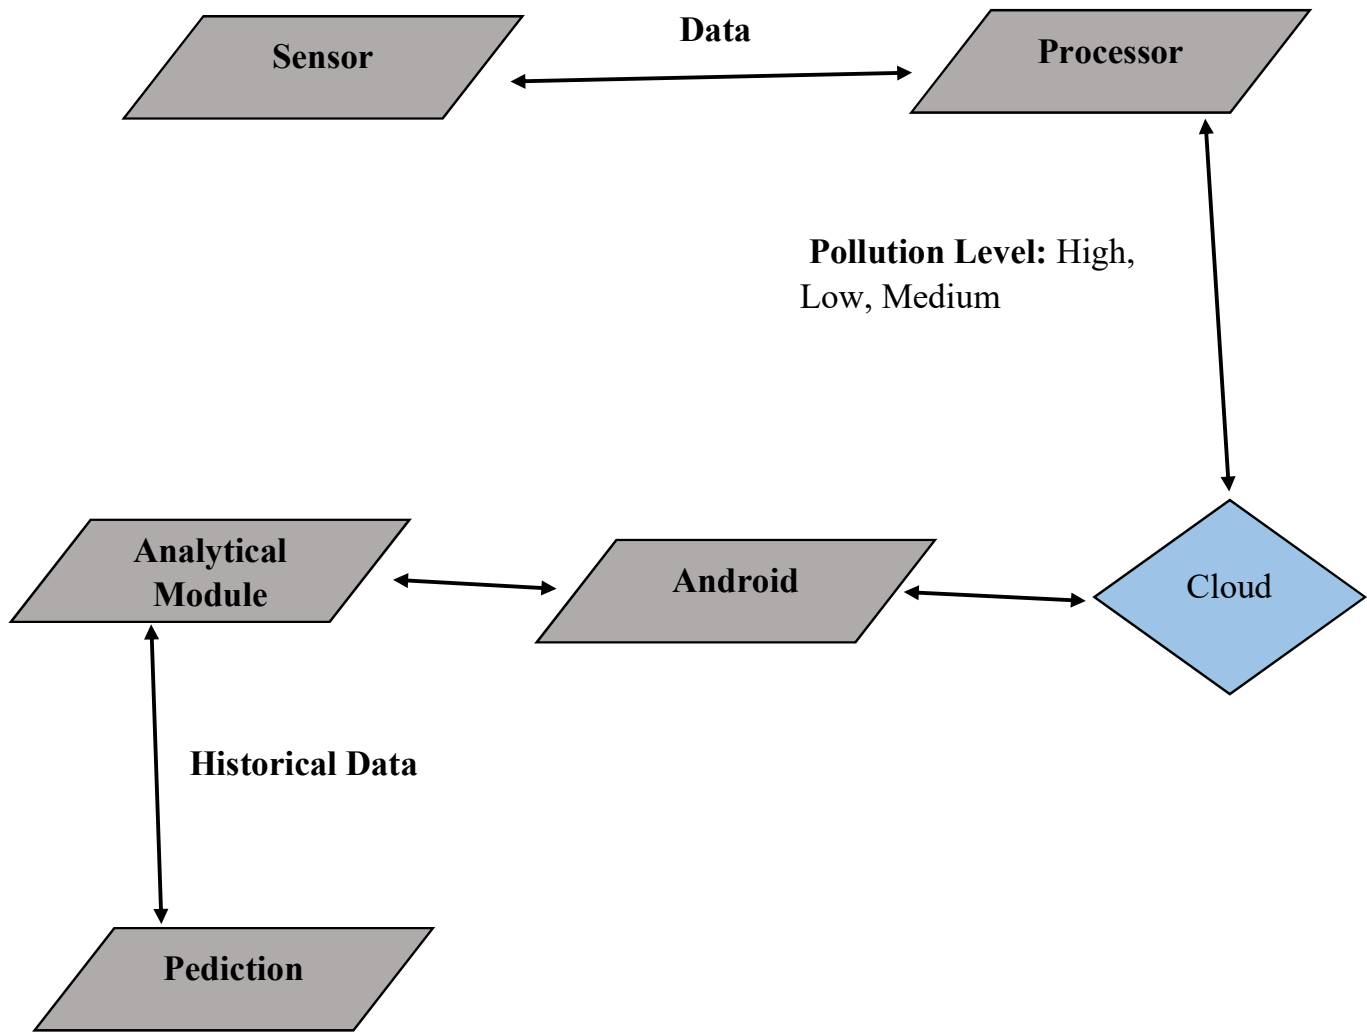 Sensor
Data
Processor
Pollution Level: High,
Low, Medium
Analytical
Module
Android
Cloud
Historical Data
Pediction